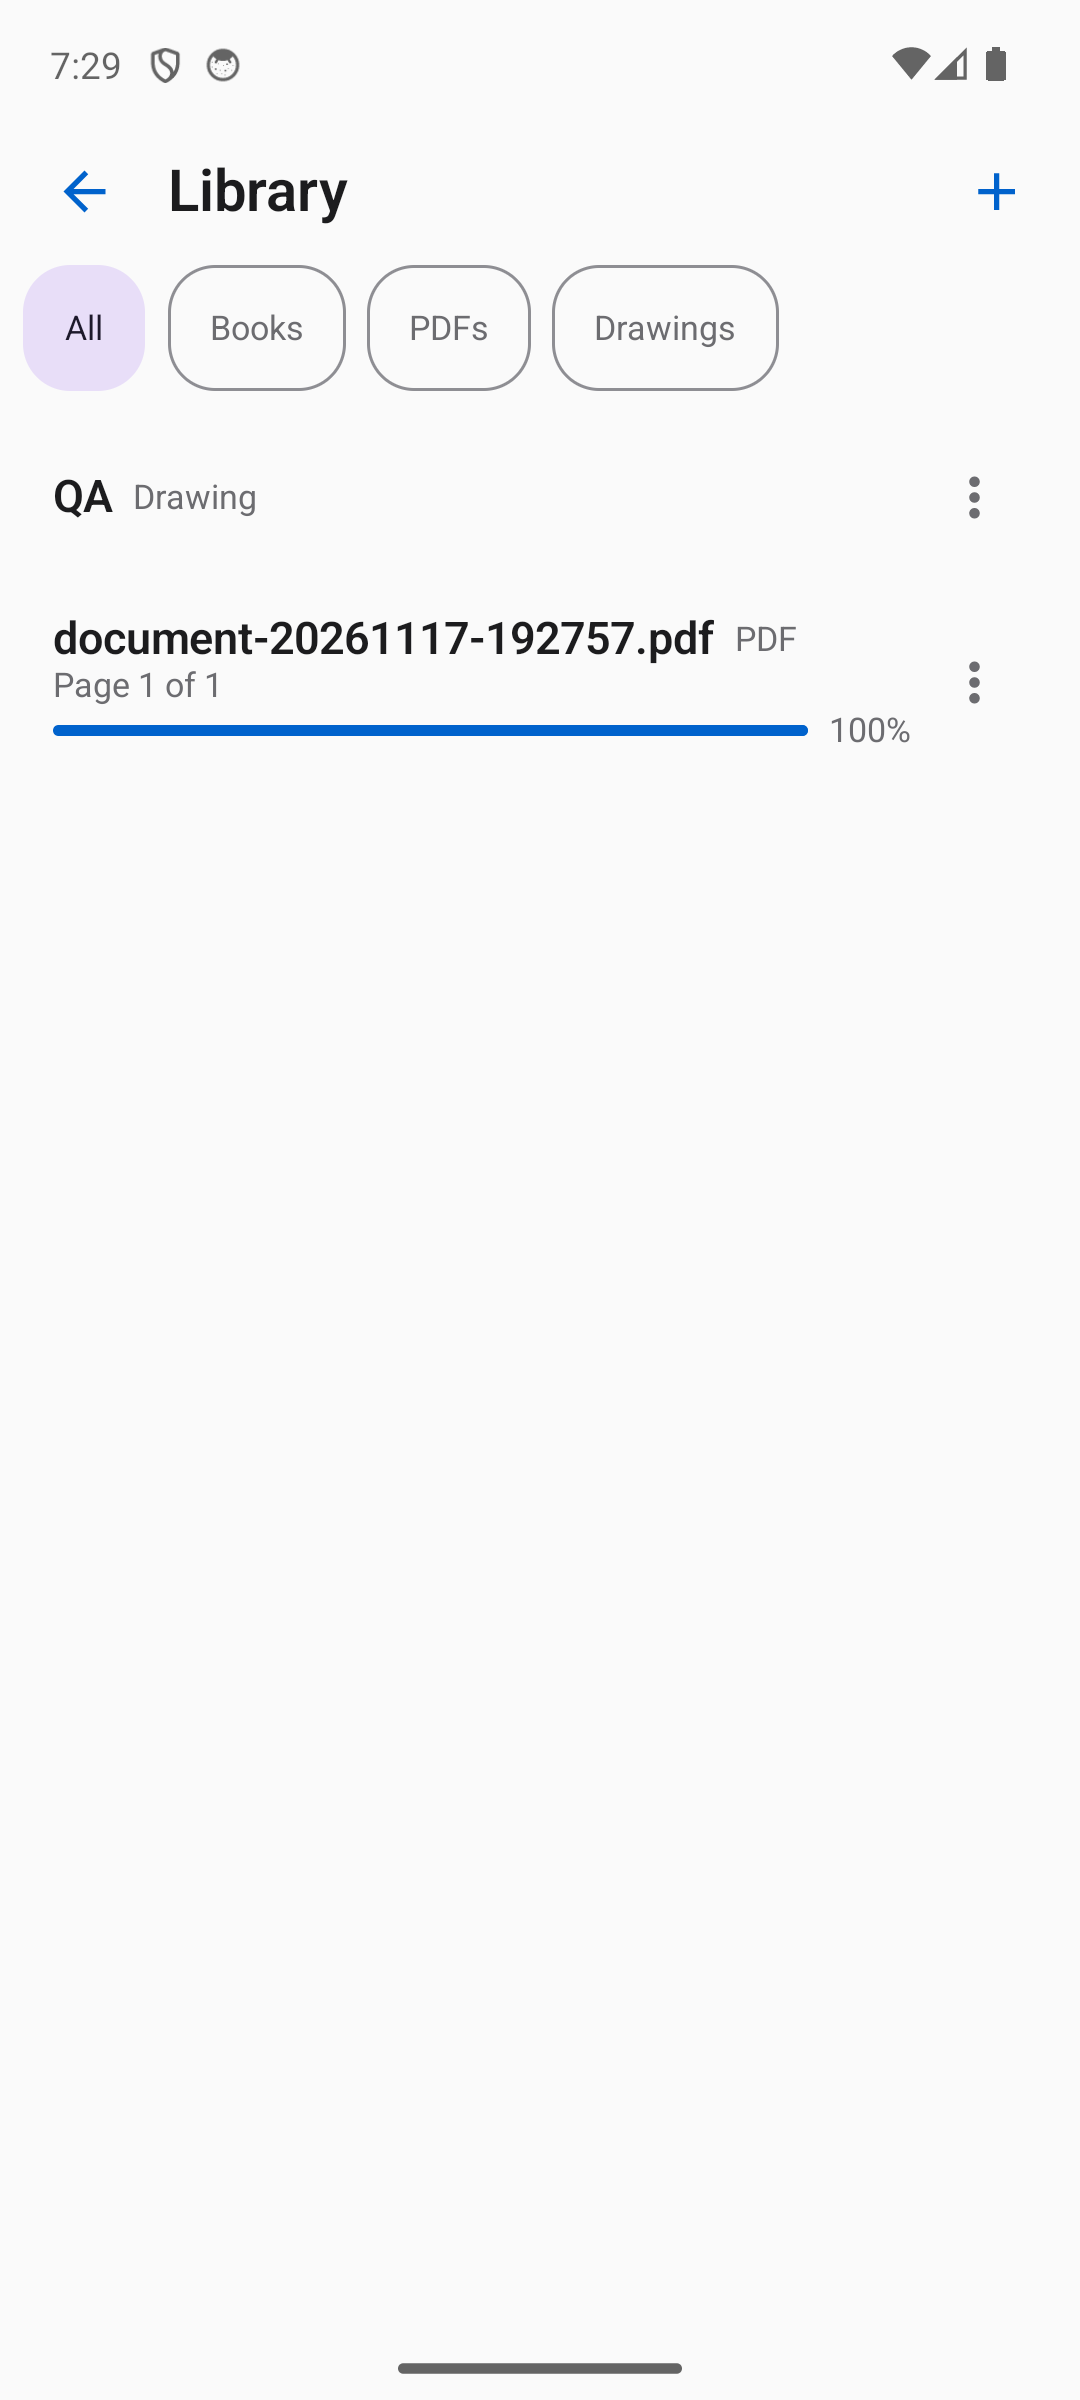 7:29
Library
All
Books
PDFs
Drawings
QA Drawing
document-20261117-192757.pdf PDF
Page 1 of 1
100%